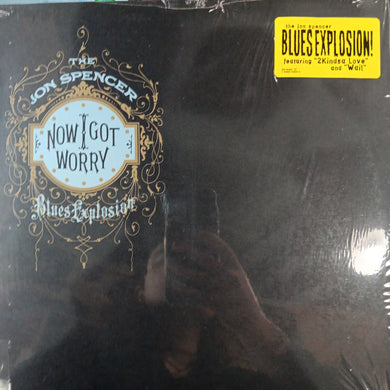 THE
JON SPENCER
NOW I GOT
WORRY
Blues Explosion
the jon spencer
BLUES EXPLOSION!
featuring "2Kindsa Love"
and "Wail"